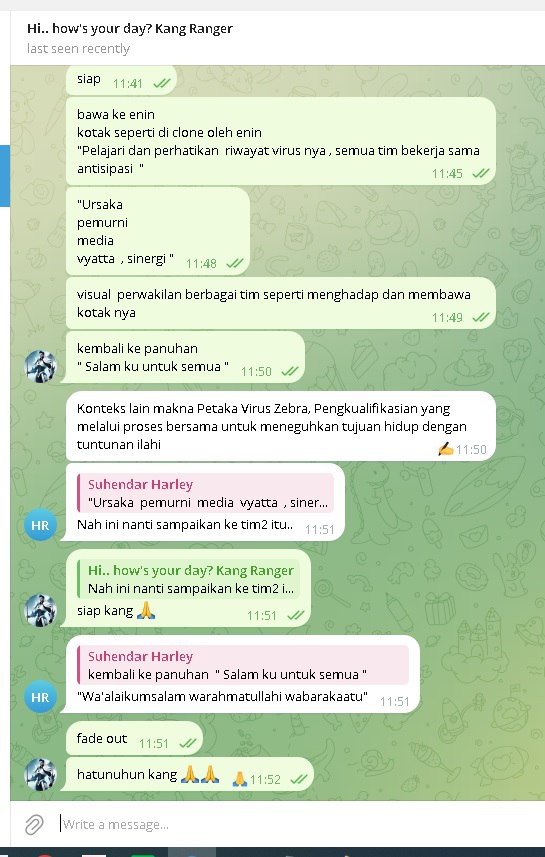 Hi.. how's your day? Kang Ranger
last seen recently
siap 11:41
bawa ke enin
kotak seperti di clone oleh enin
"Pelajari dan perhatikan riwayat virus nya , semua tim bekerja sama
antisipasi "
11:45
"Ursaka
pemurni
media
vyatta , sinergi " 11:48
visual perwakilan berbagai tim seperti menghadap dan membawa
kotak nya
11:49
kembali ke panuhan
" Salam ku untuk semua " 11:50
Konteks lain makna Petaka Virus Zebra, Pengkualifikasian yang
melalui proses bersama untuk meneguhkan tujuan hidup dengan
tuntunan ilahi
✍️ 11:50
Suhendar Harley
"Ursaka pemurni media vyatta , siner...
HR
Nah ini nanti sampaikan ke tim2 itu.. 11:51
Hi.. how's your day? Kang Ranger
Nah ini nanti sampaikan ke tim2 i...
siap kang 🙏 11:51
Suhendar Harley
kembali ke panuhan " Salam ku untuk semua "
HR
"Wa'alaikumsalam warahmatullahi wabarakaatu" 11:51
fade out 11:51
hatunuhun kang 🙏🙏 🙏 11:52
Write a message...